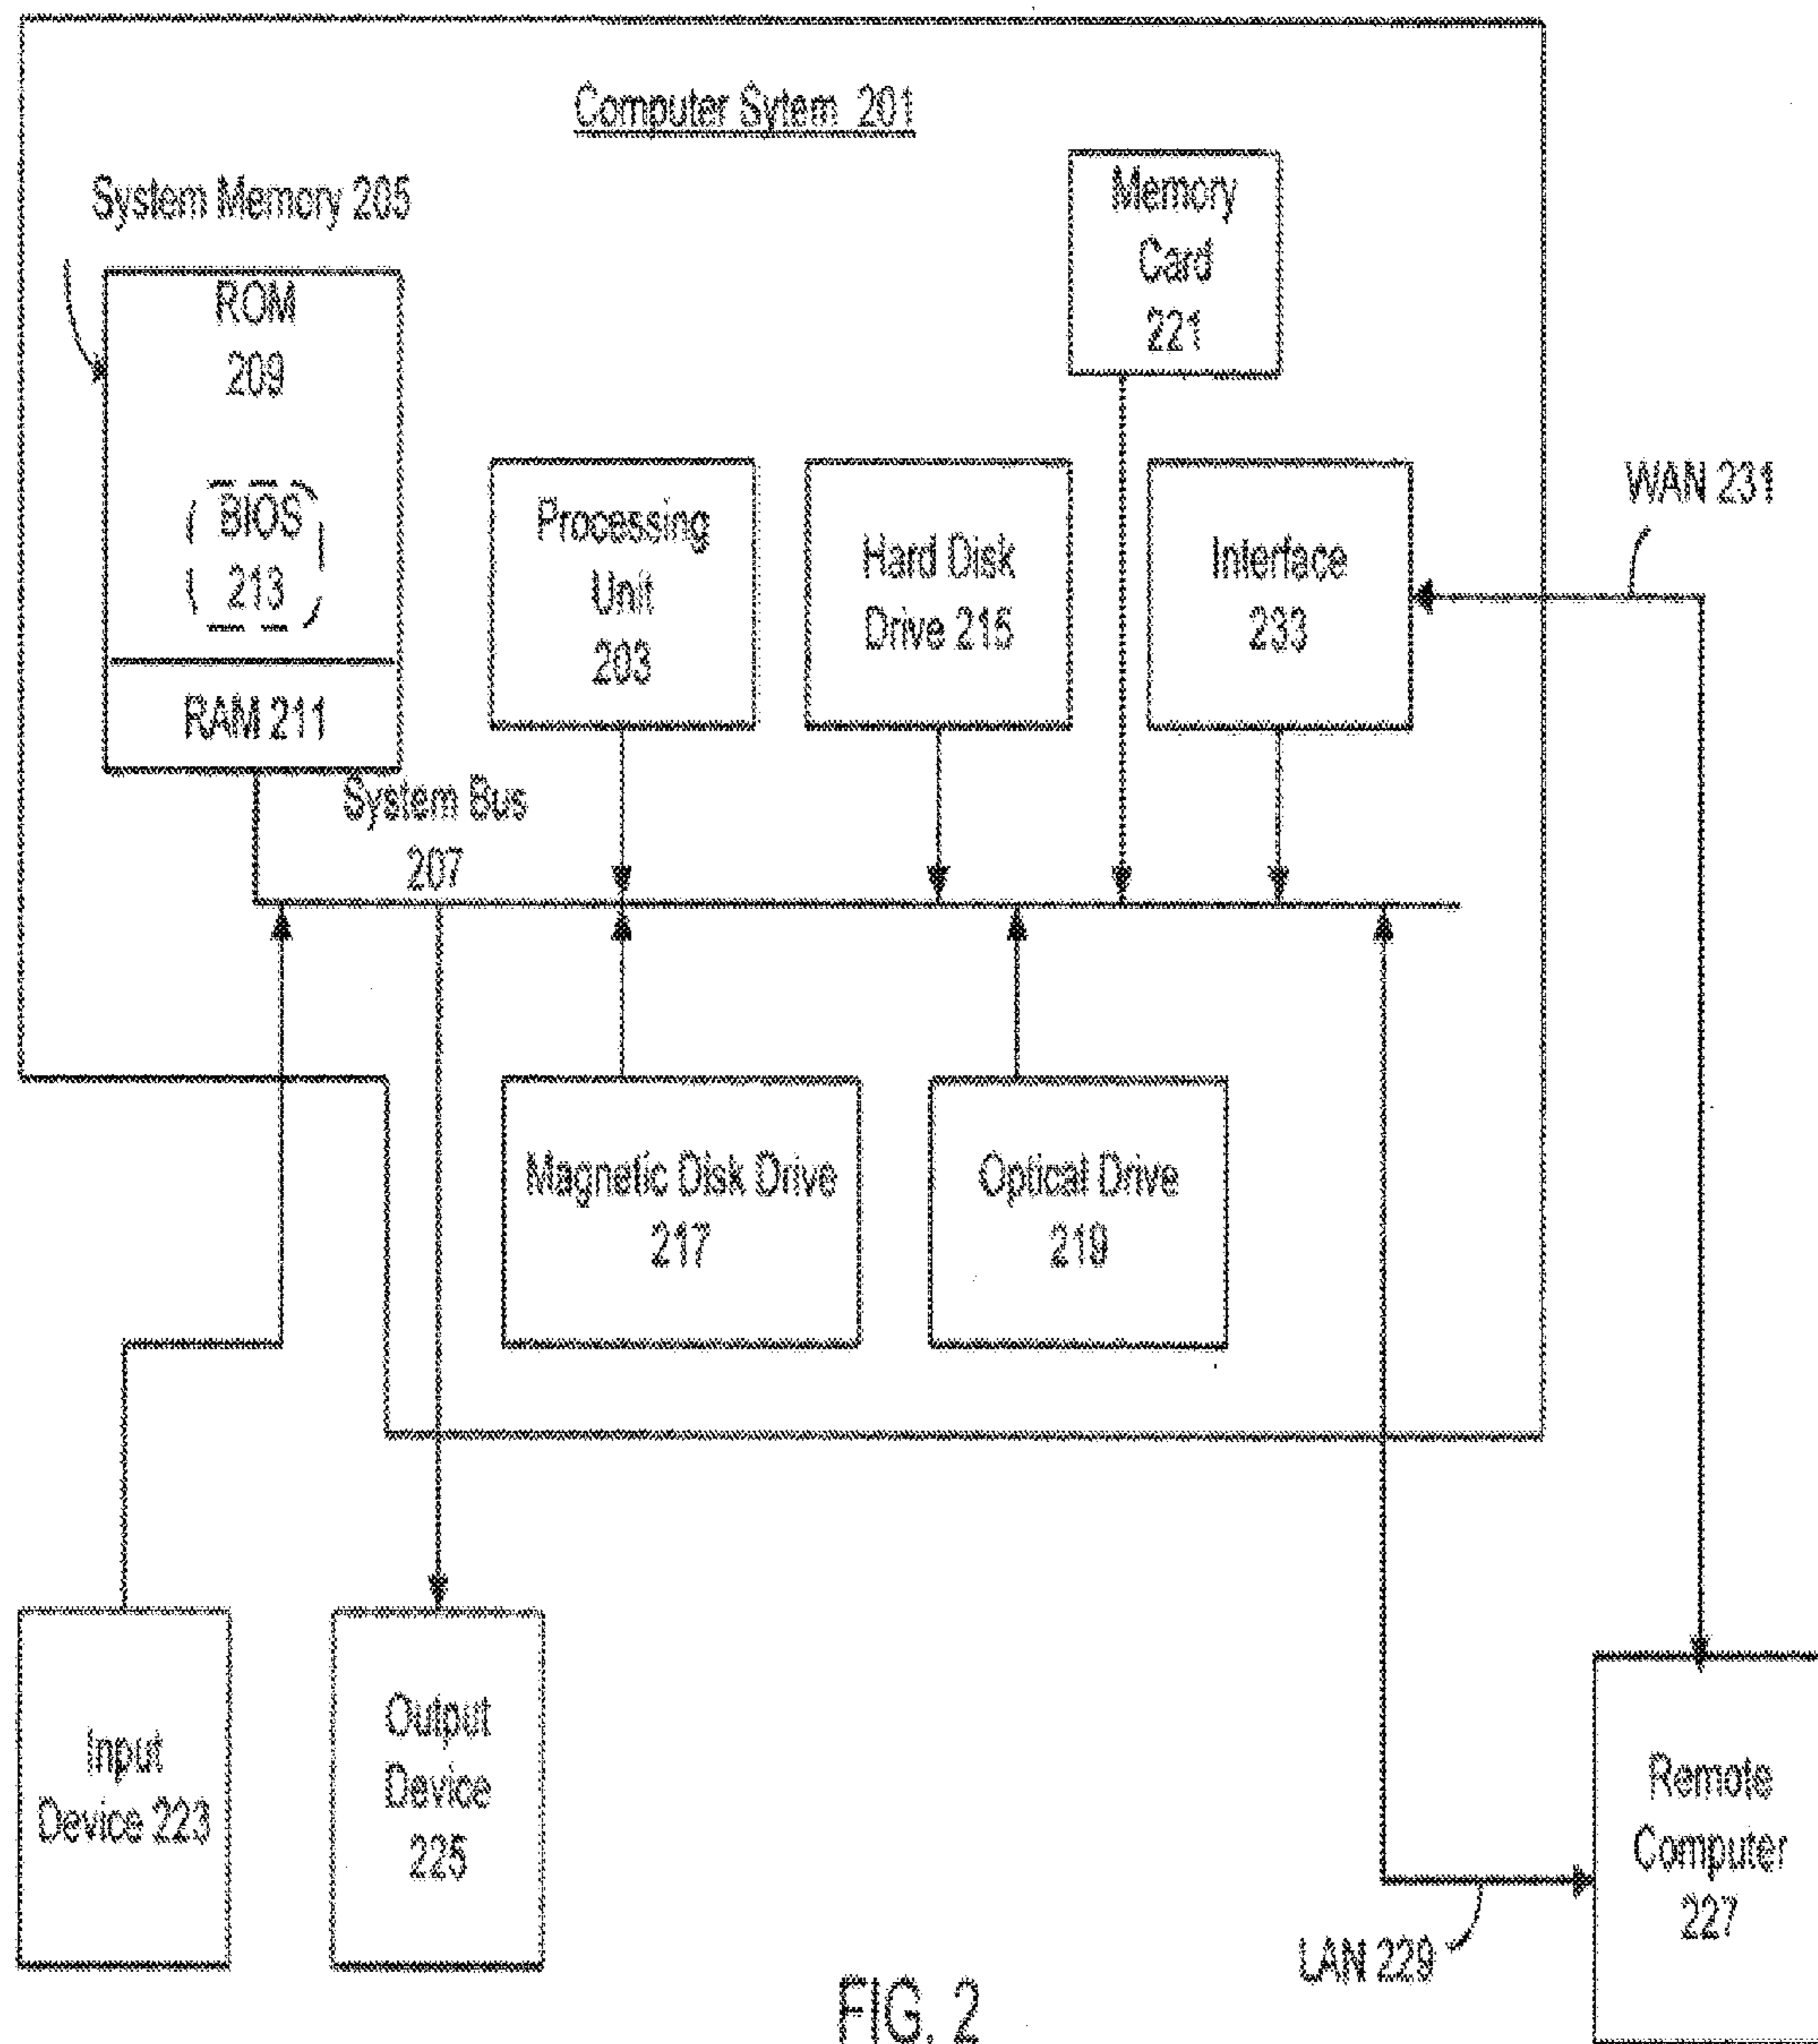 Computer Sytem 201
System Memory 205
Memory
Card
221
ROM
209
BIOS
213
RAM 211
Processing
Unit
203
Hard Disk
Drive 215
Interface
233
WAN 231
System Bus
207
Magnetic Disk Drive
217
Optical Drive
219
Input
Device 223
Output
Device
225
Remote
Computer
227
LAN 229
FIG. 2